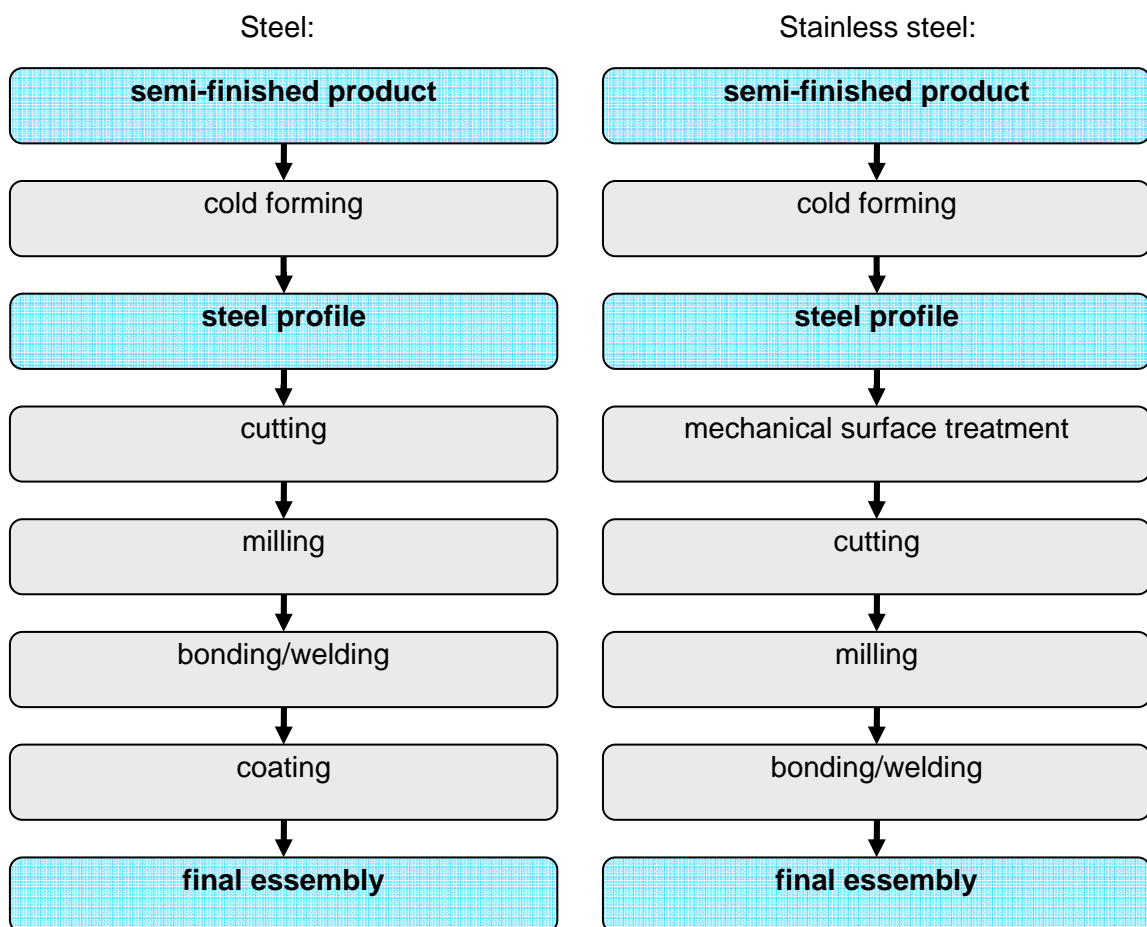 Steel:
semi-finished product
cold forming
steel profile
cutting
milling
bonding/welding
coating
final essembly
Stainless steel:
semi-finished product
cold forming
steel profile
mechanical surface treatment
cutting
milling
bonding/welding
final essembly